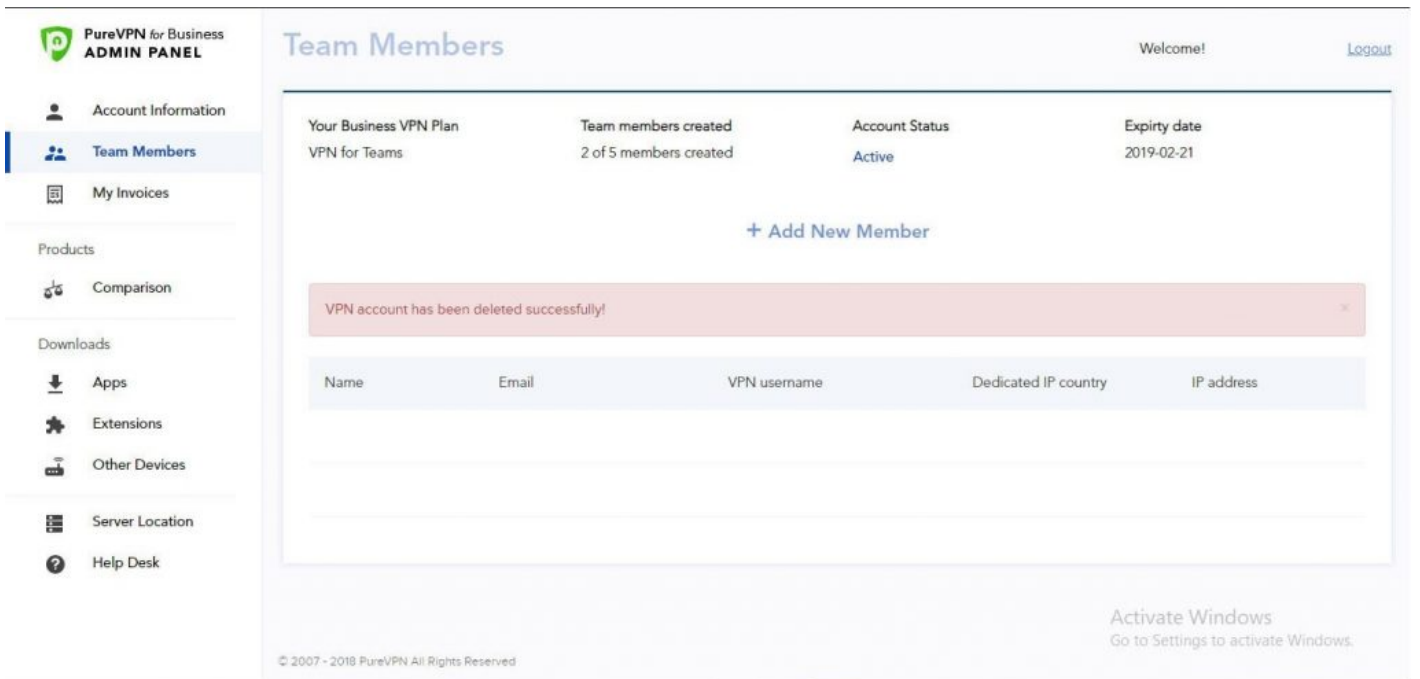 PureVPN for Business
ADMIN PANEL
Account Information
Team Members
My Invoices
Products
Comparison
Downloads
Apps
Extensions
Other Devices
Server Location
Help Desk
Team Members
Welcome!
Logout
Your Business VPN Plan
Team members created
Account Status
Expirty date
VPN for Teams
2 of 5 members created
Active
2019-02-21
+ Add New Member
VPN account has been deleted successfully!
×
Name Email VPN username Dedicated IP country IP address
Activate Windows
Go to Settings to activate Windows.
© 2007 - 2018 PureVPN All Rights Reserved